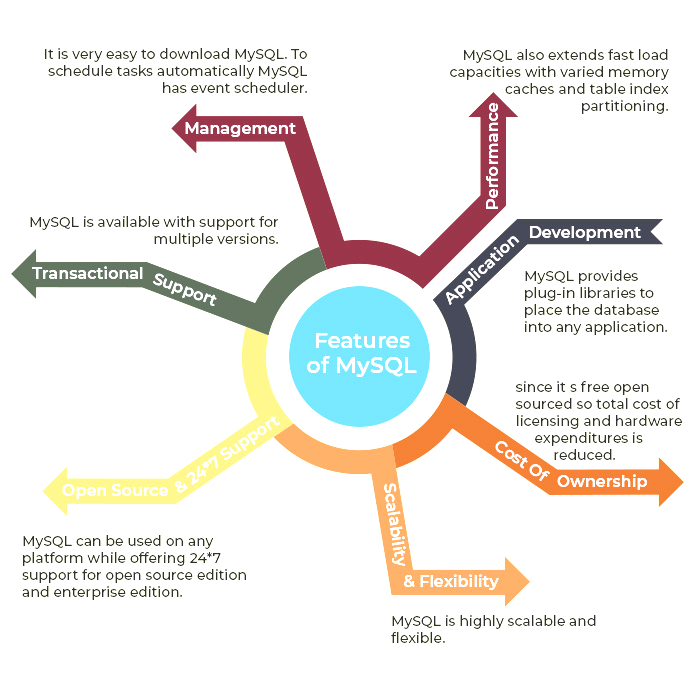 It is very easy to download MySQL. To
schedule tasks automatically MySQL
has event scheduler.
Management
MySQL also extends fast load
capacities with varied memory
caches and table index
partitioning.
Performance
MySQL is available with support for
multiple versions.
Transactional Support
Application Development
MySQL provides
plug-in libraries to
place the database
into any application.
Features
of MySQL
since it s free open
sourced so total cost of
licensing and hardware
expenditures is
reduced.
Cost Of Ownership
Open Source & 24*7 Support
MySQL can be used on any
platform while offering 24*7
support for open source edition
and enterprise edition.
Scalability
& Flexibility
MySQL is highly scalable and
flexible.